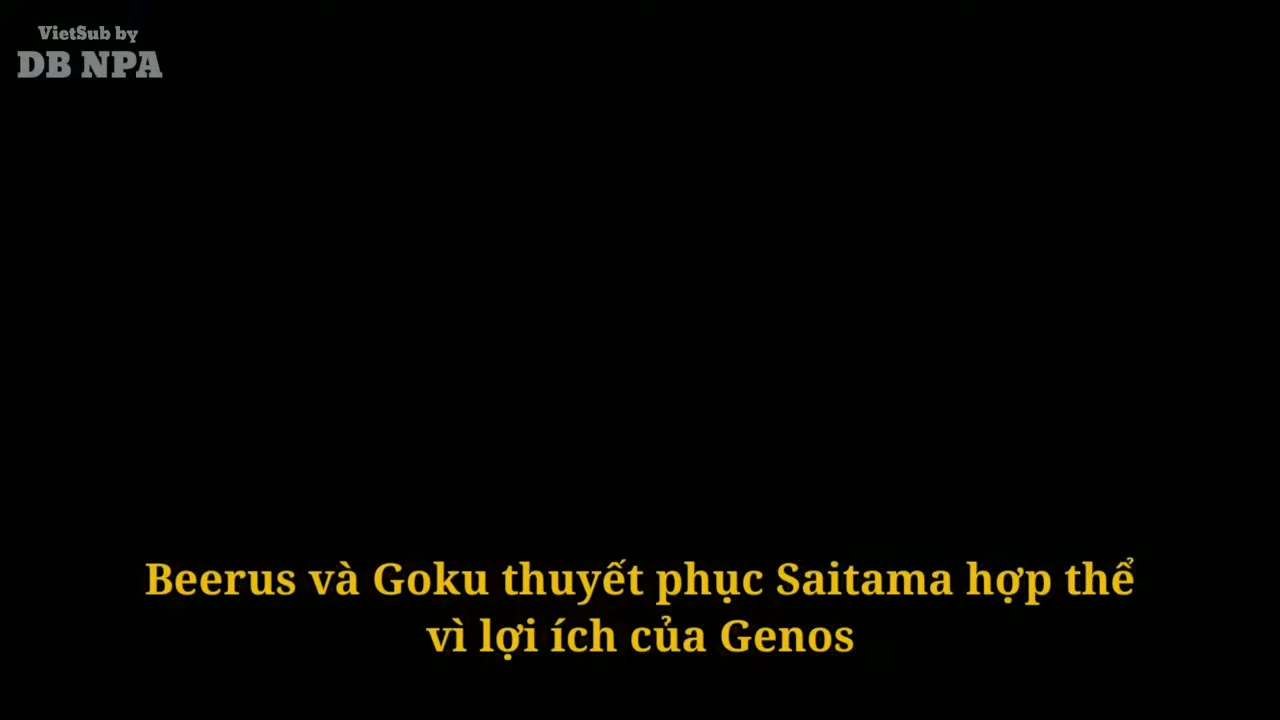 VietSub by
DB NPA
Beerus và Goku thuyết phục Saitama hợp thể
vì lợi ích của Genos